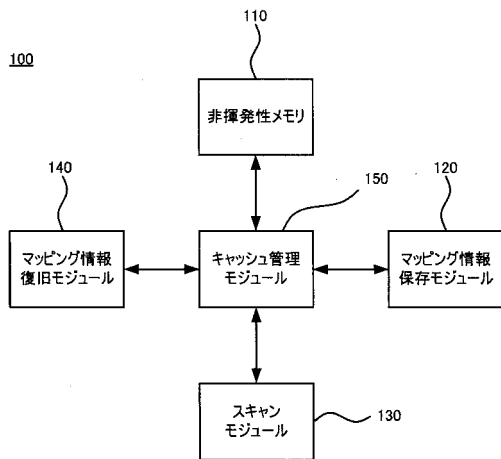 110
100
非揮発性メモリ
140
150
120
マッピング情報
復旧モジュール
キャッシュ管理
モジュール
マッピング情報
保存モジュール
スキャン
モジュール
130